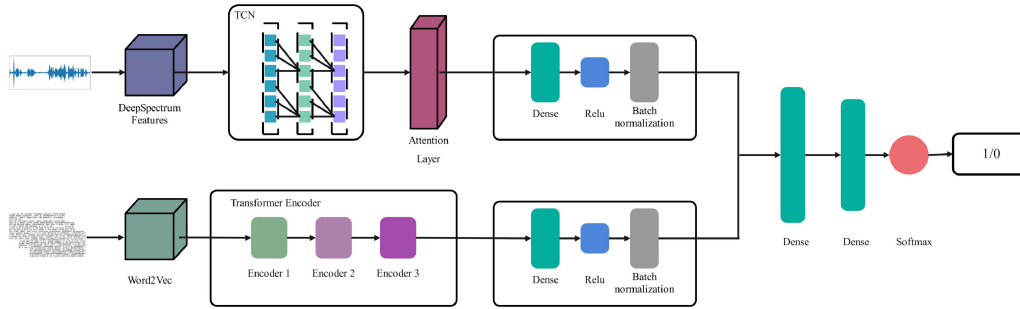 TCN
DeepSpectrum
Features
Attention
Layer
Dense
Relu
Batch
normalization
1/0
Dense
Dense
Softmax
Word2Vec
Transformer Encoder
Encoder 1
Encoder 2
Encoder 3
Dense
Relu
Batch
normalization